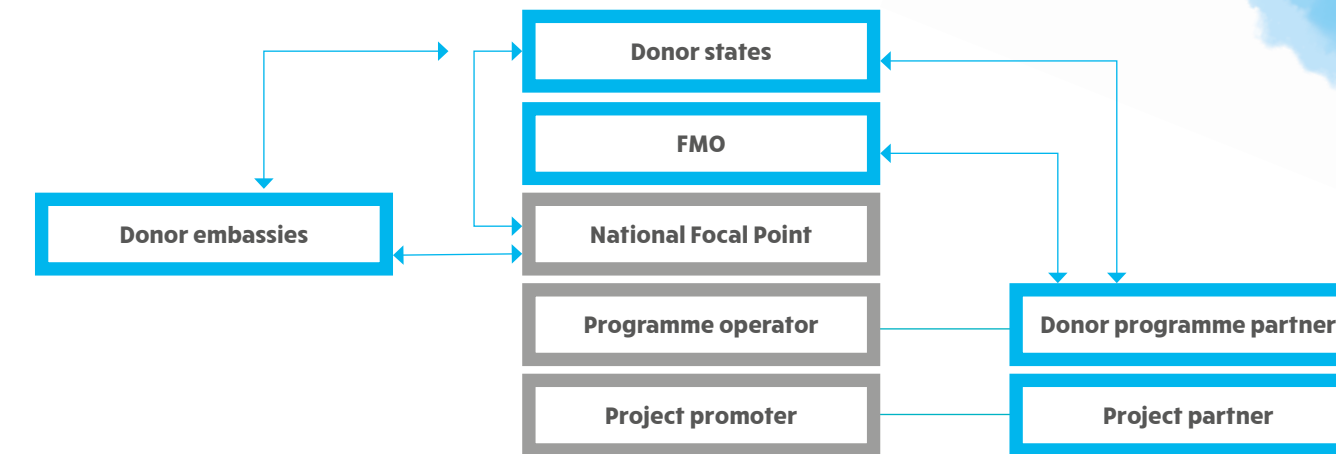 Donor states
FMO
Donor embassies
National Focal Point
Programme operator
Donor programme partner
Project promoter
Project partner